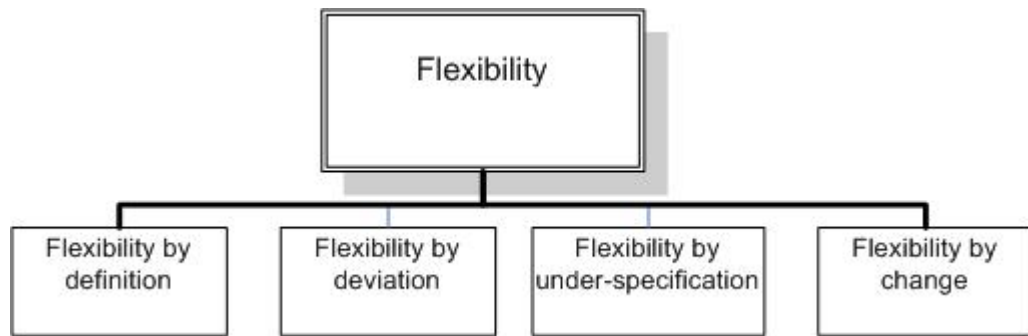 Flexibility
Flexibility by
definition
Flexibility by
deviation
Flexibility by
under-specification
Flexibility by
change